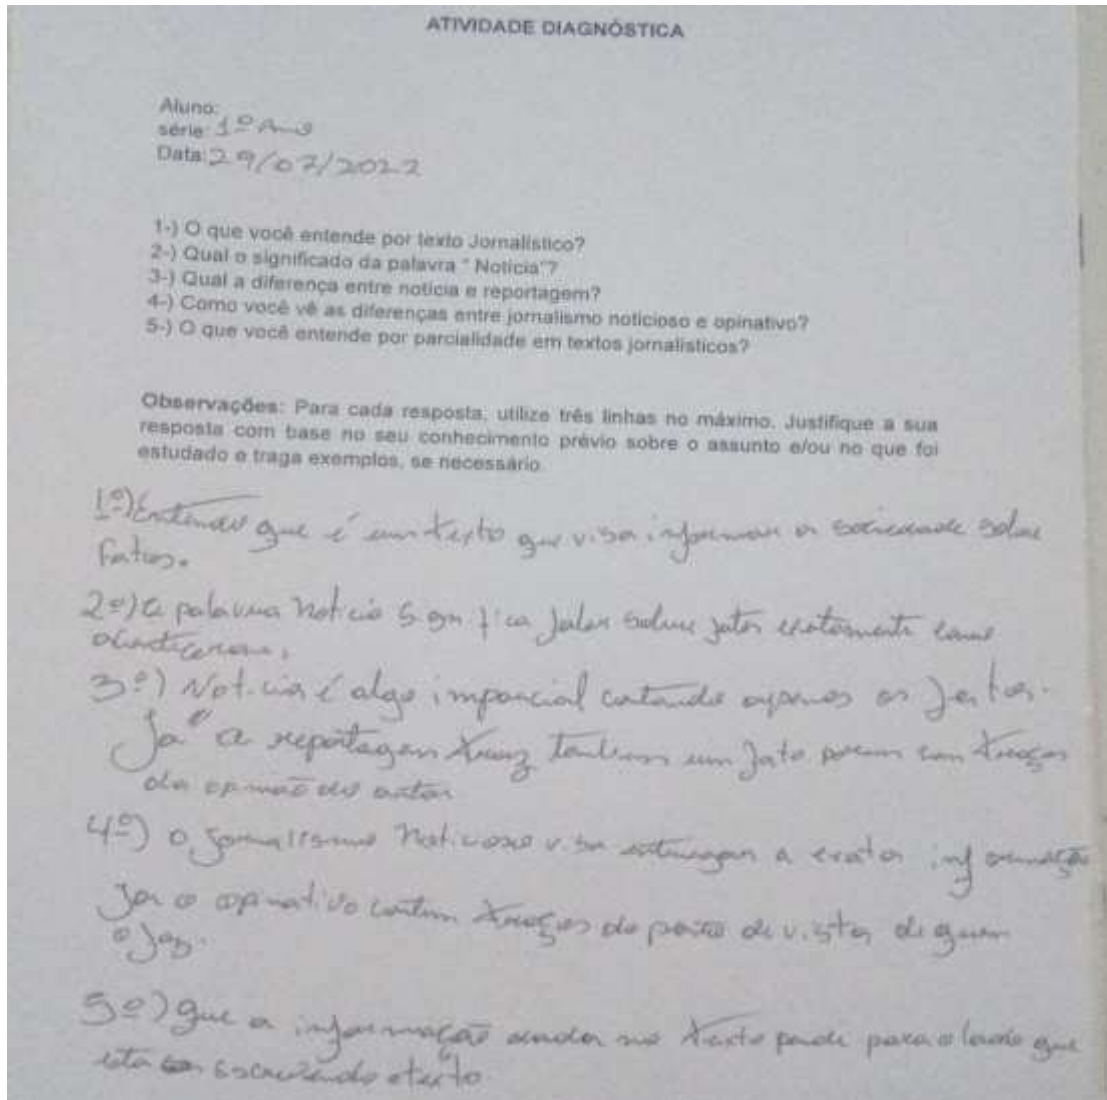 ATIVIDADE DIAGNÓSTICA
Aluno:
série: 1º Ano
Data: 29/07/2022
1-) O que você entende por texto Jornalístico?
2-) Qual o significado da palavra " Notícia"?
3-) Qual a diferença entre notícia e reportagem?
4-) Como você vê as diferenças entre jornalismo noticioso e opinativo?
5-) O que você entende por parcialidade em textos jornalísticos?
Observações: Para cada resposta, utilize três linhas no máximo. Justifique a sua
resposta com base no seu conhecimento prévio sobre o assunto e/ou no que foi
estudado e traga exemplos, se necessário.
1º) Entendo que é um texto que visa informar a sociedade sobre
fatos.
2º) a palavra noticia significa falar sobre fatos exatamente como
aconteceram.
3º) Noticia é algo imparcial contando apenas os fatos.
Já a reportagem traz também um fato porem com traços
da opinião do autor
4º) o jornalismo Noticioso visa entregar a exata informação
Já o opinativo contem traços do ponto de vista de quem
o faz.
5º) que a informação no texto pende para o lado que
esta escrevendo o texto.